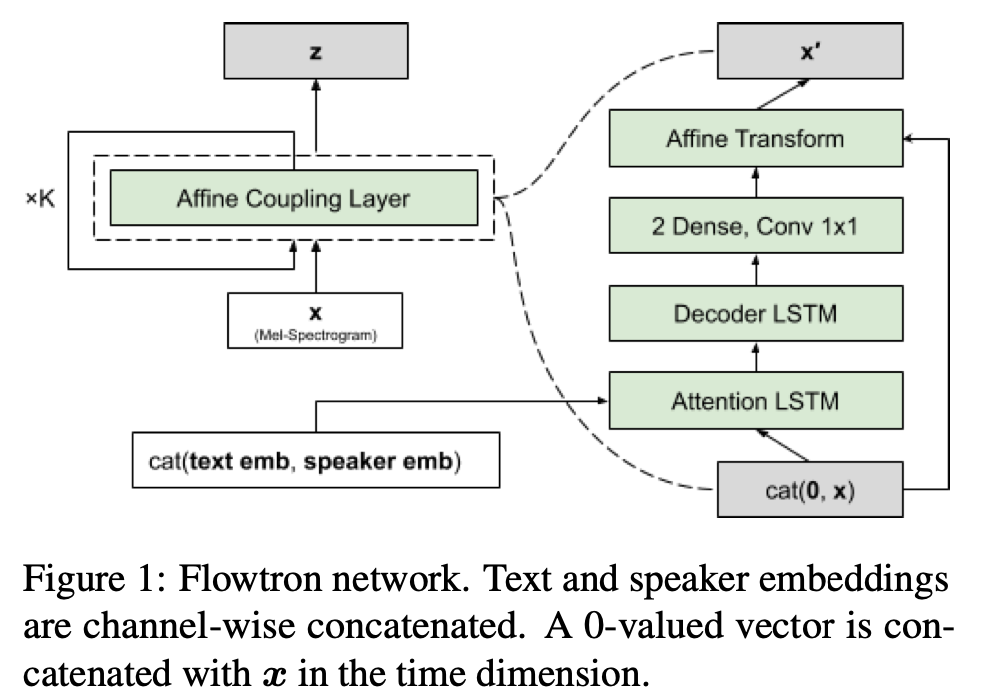 z
x′
Affine Transform
×K
Affine Coupling Layer
2 Dense, Conv 1x1
x
(Mel-Spectrogram)
Decoder LSTM
Attention LSTM
cat(text emb, speaker emb)
cat(0, x)
Figure 1: Flowtron network. Text and speaker embeddings
are channel-wise concatenated. A 0-valued vector is con-
catenated with x in the time dimension.